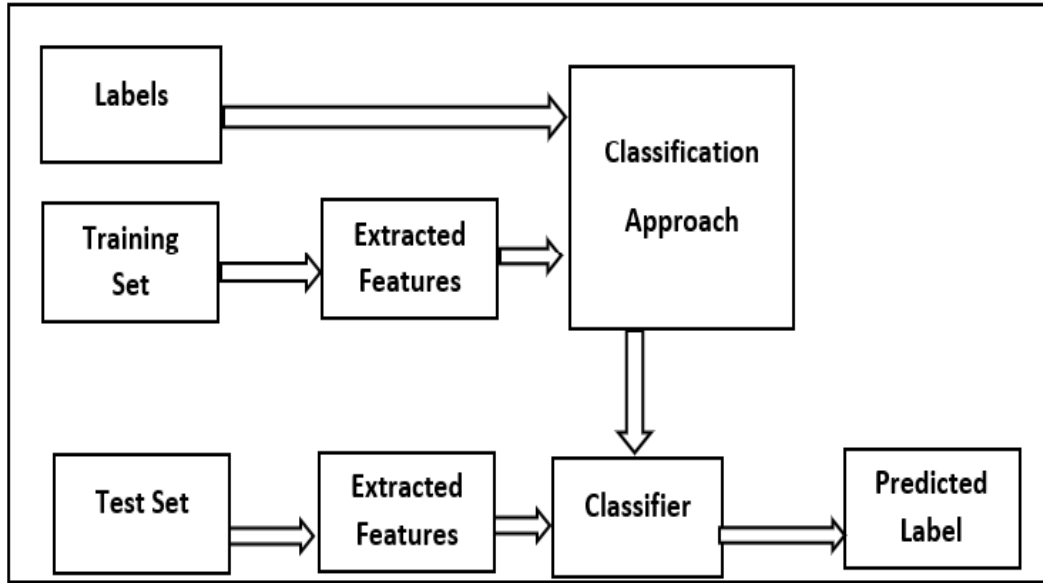 Labels
Classification
Approach
Training
Set
Extracted
Features
Test Set
Extracted
Features
Classifier
Predicted
Label